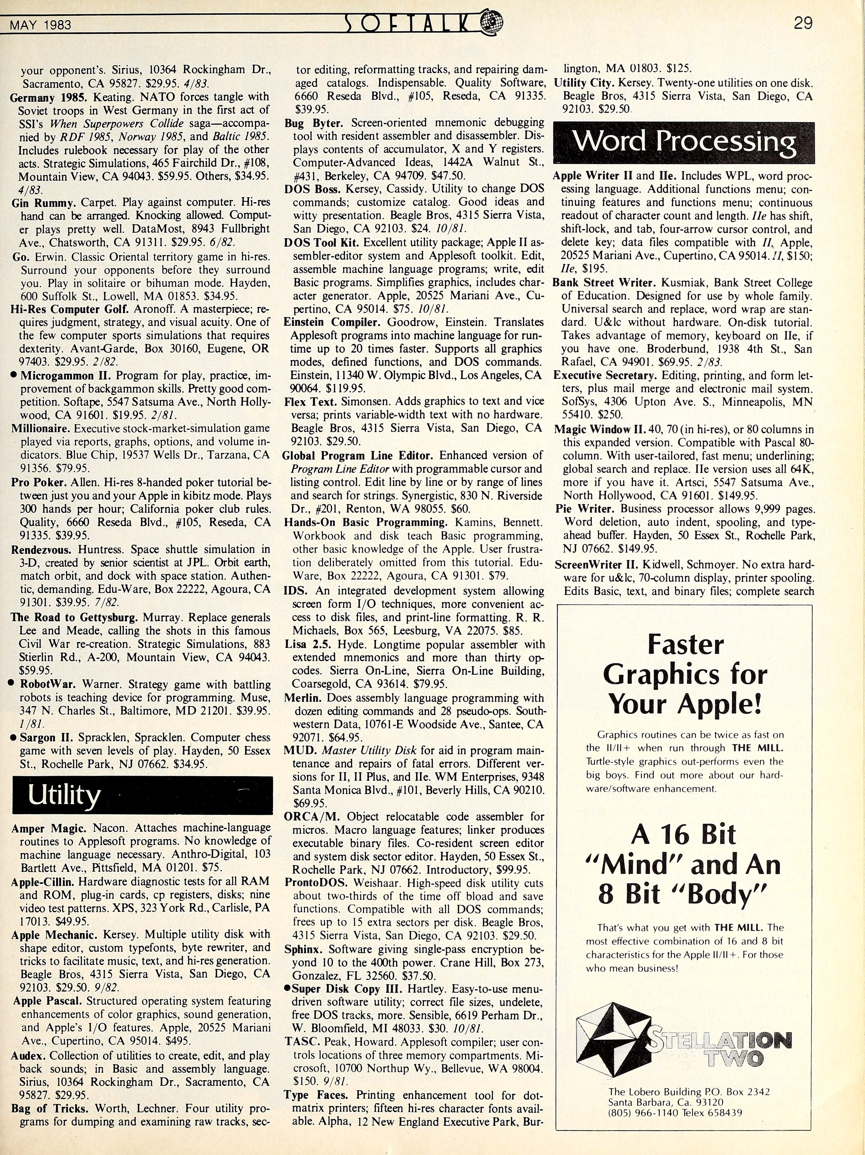 MAY 1983
SOFTALK
29
your opponent's. Sirius, 10364 Rockingham Dr.,
Sacramento, CA 95827. $29.95. 4/83.
Germany 1985. Keating. NATO forces tangle with
Soviet troops in West Germany in the first act of
SSI's When Superpowers Collide saga—accompa-
nied by RDF 1985, Norway 1985, and Baltic 1985.
Includes rulebook necessary for play of the other
acts. Strategic Simulations, 465 Fairchild Dr., #108,
Mountain View, CA 94043. $59.95. Others, $34.95.
4/83.
Gin Rummy. Carpet. Play against computer. Hi-res
hand can be arranged. Knocking allowed. Comput-
er plays pretty well. DataMost, 8943 Fullbright
Ave., Chatsworth, CA 91311. $29.95. 6/82.
Go. Erwin. Classic Oriental territory game in hi-res.
Surround your opponents before they surround
you. Play in solitaire or bihuman mode. Hayden,
600 Suffolk St., Lowell, MA 01853. $34.95.
Hi-Res Computer Golf. Aronoff. A masterpiece; re-
quires judgment, strategy, and visual acuity. One of
the few computer sports simulations that requires
dexterity. Avant-Garde, Box 30160, Eugene, OR
97403. $29.95. 2/82.
• Microgammon II. Program for play, practice, im-
provement of backgammon skills. Pretty good com-
petition. Softape, 5547 Satsuma Ave., North Holly-
wood, CA 91601. $19.95. 2/81.
Millionaire. Executive stock-market-simulation game
played via reports, graphs, options, and volume in-
dicators. Blue Chip, 19537 Wells Dr., Tarzana, CA
91356. $79.95.
Pro Poker. Allen. Hi-res 8-handed poker tutorial be-
tween just you and your Apple in kibitz mode. Plays
300 hands per hour; California poker club rules.
Quality, 6660 Reseda Blvd., #105, Reseda, CA
91335. $39.95.
Rendezvous. Huntress. Space shuttle simulation in
3-D, created by senior scientist at JPL. Orbit earth,
match orbit, and dock with space station. Authen-
tic, demanding. Edu-Ware, Box 22222, Agoura, CA
91301. $39.95. 7/82.
The Road to Gettysburg. Murray. Replace generals
Lee and Meade, calling the shots in this famous
Civil War re-creation. Strategic Simulations, 883
Stierlin Rd., A-200, Mountain View, CA 94043.
$59.95.
• RobotWar. Warner. Strategy game with battling
robots is teaching device for programming. Muse,
347 N. Charles St., Baltimore, MD 21201. $39.95.
1/81.
• Sargon II. Spracklen, Spracklen. Computer chess
game with seven levels of play. Hayden, 50 Essex
St., Rochelle Park, NJ 07662. $34.95.
Utility
Amper Magic. Nacon. Attaches machine-language
routines to Applesoft programs. No knowledge of
machine language necessary. Anthro-Digital, 103
Bartlett Ave., Pittsfield, MA 01201. $75.
Apple-Cillin. Hardware diagnostic tests for all RAM
and ROM, plug-in cards, cp registers, disks; nine
video test patterns. XPS, 323 York Rd., Carlisle, PA
17013. $49.95.
Apple Mechanic. Kersey. Multiple utility disk with
shape editor, custom typefonts, byte rewriter, and
tricks to facilitate music, text, and hi-res generation.
Beagle Bros, 4315 Sierra Vista, San Diego, CA
92103. $29.50. 9/82.
Apple Pascal. Structured operating system featuring
enhancements of color graphics, sound generation,
and Apple's I/O features. Apple, 20525 Mariani
Ave., Cupertino, CA 95014. $495.
Audex. Collection of utilities to create, edit, and play
back sounds; in Basic and assembly language.
Sirius, 10364 Rockingham Dr., Sacramento, CA
95827. $29.95.
Bag of Tricks. Worth, Lechner. Four utility pro-
grams for dumping and examining raw tracks, sec-
tor editing, reformatting tracks, and repairing dam-
aged catalogs. Indispensable. Quality Software,
6660 Reseda Blvd., #105, Reseda, CA 91335.
$39.95.
Bug Byter. Screen-oriented mnemonic debugging
tool with resident assembler and disassembler. Dis-
plays contents of accumulator, X and Y registers.
Computer-Advanced Ideas, 1442A Walnut St.,
#431, Berkeley, CA 94709. $47.50.
DOS Boss. Kersey, Cassidy. Utility to change DOS
commands; customize catalog. Good ideas and
witty presentation. Beagle Bros, 4315 Sierra Vista,
San Diego, CA 92103. $24. 10/81.
DOS Tool Kit. Excellent utility package; Apple II as-
sembler-editor system and Applesoft toolkit. Edit,
assemble machine language programs; write, edit
Basic programs. Simplifies graphics, includes char-
acter generator. Apple, 20525 Mariani Ave., Cu-
pertino, CA 95014. $75. 10/81.
Einstein Compiler. Goodrow, Einstein. Translates
Applesoft programs into machine language for run-
time up to 20 times faster. Supports all graphics
modes, defined functions, and DOS commands.
Einstein, 11340 W. Olympic Blvd., Los Angeles, CA
90064. $119.95.
Flex Text. Simonsen. Adds graphics to text and vice
versa; prints variable-width text with no hardware.
Beagle Bros, 4315 Sierra Vista, San Diego, CA
92103. $29.50.
Global Program Line Editor. Enhanced version of
Program Line Editor with programmable cursor and
listing control. Edit line by line or by range of lines
and search for strings. Synergistic, 830 N. Riverside
Dr., #201, Renton, WA 98055. $60.
Hands-On Basic Programming. Kamins, Bennett.
Workbook and disk teach Basic programming,
other basic knowledge of the Apple. User frustra-
tion deliberately omitted from this tutorial. Edu-
Ware, Box 22222, Agoura, CA 91301. $79.
IDS. An integrated development system allowing
screen form I/O techniques, more convenient ac-
cess to disk files, and print-line formatting. R. R.
Michaels, Box 565, Leesburg, VA 22075. $85.
Lisa 2.5. Hyde. Longtime popular assembler with
extended mnemonics and more than thirty op-
codes. Sierra On-Line, Sierra On-Line Building,
Coarsegold, CA 93614. $79.95.
Merlin. Does assembly language programming with
dozen editing commands and 28 pseudo-ops. South-
western Data, 10761-E Woodside Ave., Santee, CA
92071. $64.95.
MUD. Master Utility Disk for aid in program main-
tenance and repairs of fatal errors. Different ver-
sions for II, II Plus, and IIe. WM Enterprises, 9348
Santa Monica Blvd., #101, Beverly Hills, CA 90210.
$69.95.
ORCA/M. Object relocatable code assembler for
micros. Macro language features; linker produces
executable binary files. Co-resident screen editor
and system disk sector editor. Hayden, 50 Essex St.,
Rochelle Park, NJ 07662. Introductory, $99.95.
ProntoDOS. Weishaar. High-speed disk utility cuts
about two-thirds of the time off bload and save
functions. Compatible with all DOS commands;
frees up to 15 extra sectors per disk. Beagle Bros,
4315 Sierra Vista, San Diego, CA 92103. $29.50.
Sphinx. Software giving single-pass encryption be-
yond 10 to the 400th power. Crane Hill, Box 273,
Gonzalez, FL 32560. $37.50.
•Super Disk Copy III. Hartley. Easy-to-use menu-
driven software utility; correct file sizes, undelete,
free DOS tracks, more. Sensible, 6619 Perham Dr.,
W. Bloomfield, MI 48033. $30. 10/81.
TASC. Peak, Howard. Applesoft compiler; user con-
trols locations of three memory compartments. Mi-
crosoft, 10700 Northup Wy., Bellevue, WA 98004.
$150. 9/81.
Type Faces. Printing enhancement tool for dot-
matrix printers; fifteen hi-res character fonts avail-
able. Alpha, 12 New England Executive Park, Bur-
lington, MA 01803. $125.
Utility City. Kersey. Twenty-one utilities on one disk.
Beagle Bros, 4315 Sierra Vista, San Diego, CA
92103. $29.50.
Word Processing
Apple Writer II and IIe. Includes WPL, word proc-
essing language. Additional functions menu; con-
tinuing features and functions menu; continuous
readout of character count and length. IIe has shift,
shift-lock, and tab, four-arrow cursor control, and
delete key; data files compatible with II, Apple,
20525 Mariani Ave., Cupertino, CA 95014. II, $150;
IIe, $195.
Bank Street Writer. Kusmiak, Bank Street College
of Education. Designed for use by whole family.
Universal search and replace, word wrap are stan-
dard. U&lc without hardware. On-disk tutorial.
Takes advantage of memory, keyboard on IIe, if
you have one. Broderbund, 1938 4th St., San
Rafael, CA 94901. $69.95. 2/83.
Executive Secretary. Editing, printing, and form let-
ters, plus mail merge and electronic mail system.
SofSys, 4306 Upton Ave. S., Minneapolis, MN
55410. $250.
Magic Window II. 40, 70 (in hi-res), or 80 columns in
this expanded version. Compatible with Pascal 80-
column. With user-tailored, fast menu; underlining;
global search and replace. IIe version uses all 64K,
more if you have it. Artsci, 5547 Satsuma Ave.,
North Hollywood, CA 91601. $149.95.
Pie Writer. Business processor allows 9,999 pages.
Word deletion, auto indent, spooling, and type-
ahead buffer. Hayden, 50 Essex St., Rochelle Park,
NJ 07662. $149.95.
ScreenWriter II. Kidwell, Schmoyer. No extra hard-
ware for u&lc, 70-column display, printer spooling.
Edits Basic, text, and binary files; complete search
Faster
Graphics for
Your Apple!
Graphics routines can be twice as fast on
the II/II+ when run through THE MILL.
Turtle-style graphics out-performs even the
big boys. Find out more about our hard-
ware/software enhancement.
A 16 Bit
"Mind" and An
8 Bit "Body"
That's what you get with THE MILL. The
most effective combination of 16 and 8 bit
characteristics for the Apple II/II+. For those
who mean business!
STELLATION
TWO
The Lobero Building P.O. Box 2342
Santa Barbara, Ca. 93120
(805) 966-1140 Telex 658439